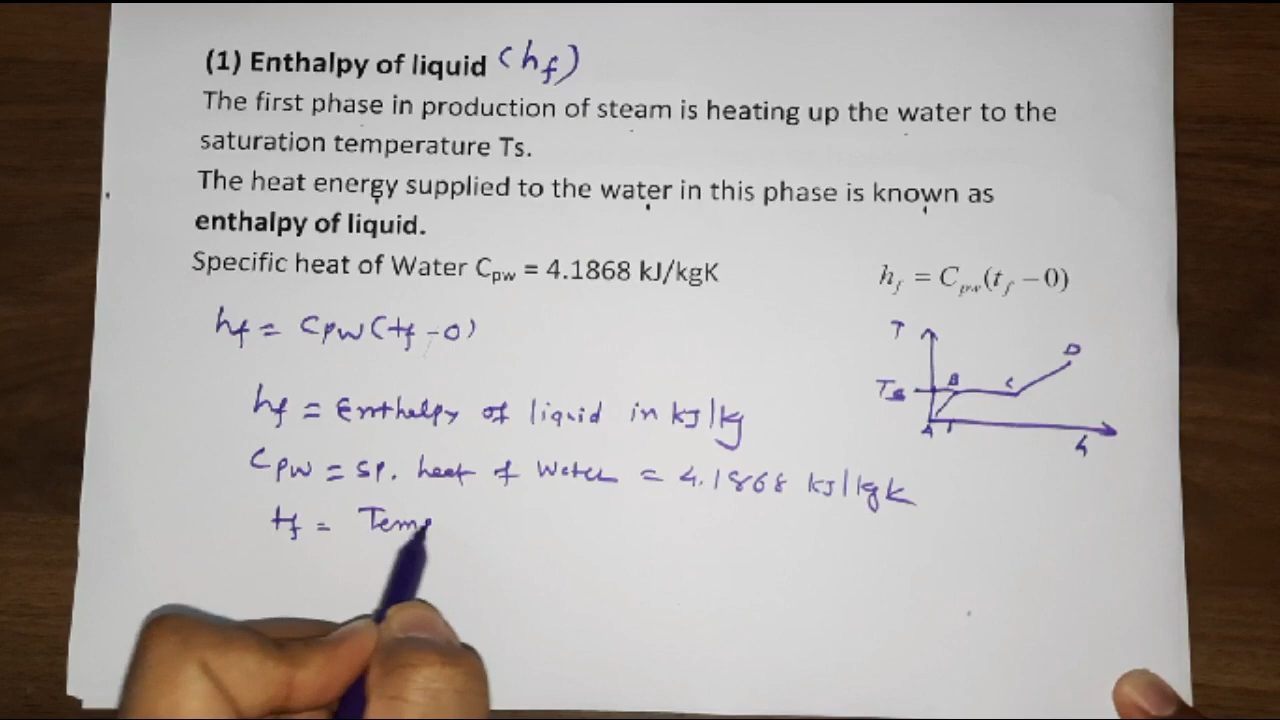 (1) Enthalpy of liquid (hf)
The first phase in production of steam is heating up the water to the
saturation temperature Ts.
The heat energy supplied to the water in this phase is known as
enthalpy of liquid.
Specific heat of Water Cpw = 4.1868 kJ/kgK
hf = Cpw(tf − 0)
hf = Cpw(tf − 0)
T
D
Ts B C
A
h
hf = Enthalpy of liquid in kJ/kg
Cpw = sp. heat of water = 4.1868 kJ/kgK
tf = Temp